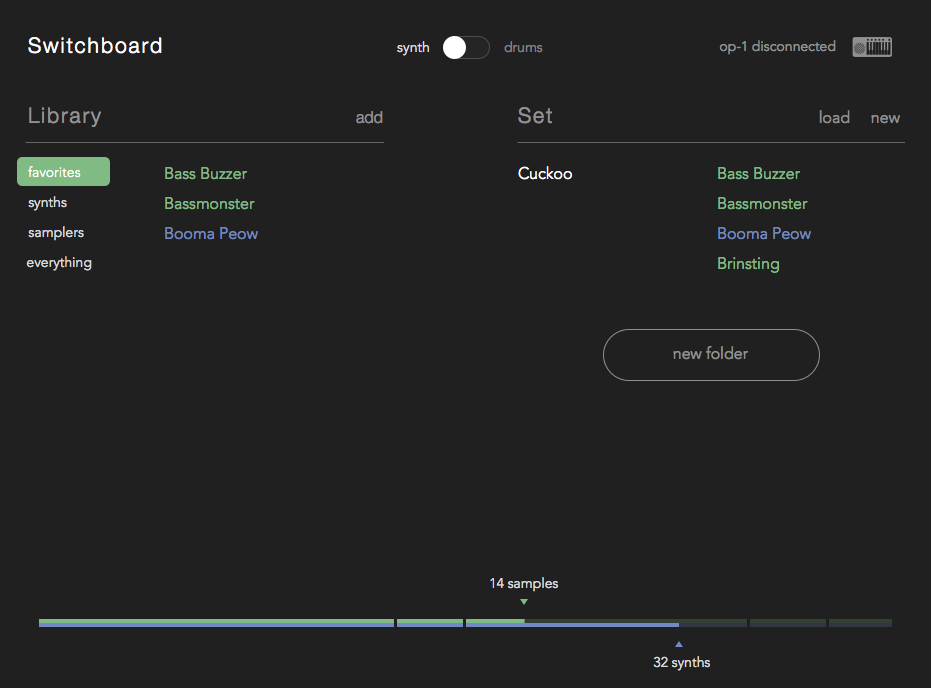 Switchboard
synth drums
op-1 disconnected
Library add
favorites
synths
samplers
everything
Bass Buzzer
Bassmonster
Booma Peow
Set load new
Cuckoo
Bass Buzzer
Bassmonster
Booma Peow
Brinsting
new folder
14 samples
32 synths